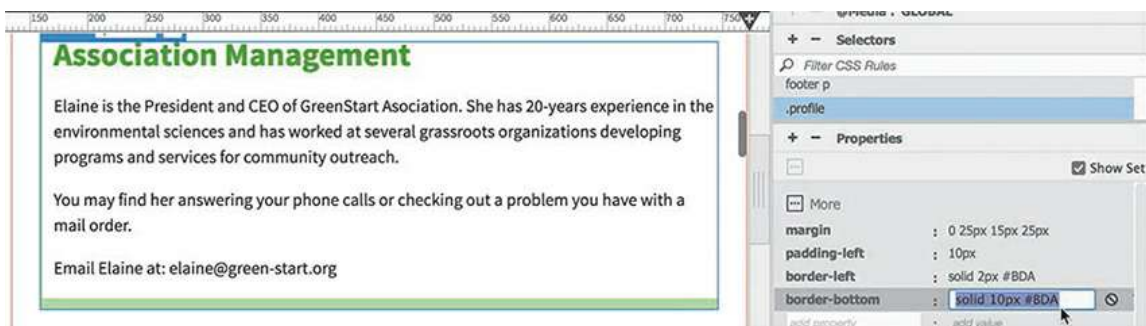 150 200 250 300 350 400 450 500 550 600 650 700 750
Association Management
Elaine is the President and CEO of GreenStart Asociation. She has 20-years experience in the
environmental sciences and has worked at several grassroots organizations developing
programs and services for community outreach.
You may find her answering your phone calls or checking out a problem you have with a
mail order.
Email Elaine at: elaine@green-start.org
@Media : GLOBAL
+ - Selectors
Filter CSS Rules
footer p
.profile
+ - Properties
Show Set
More
margin : 0 25px 15px 25px
padding-left : 10px
border-left : solid 2px #BDA
border-bottom : solid 10px #BDA
add property : add value